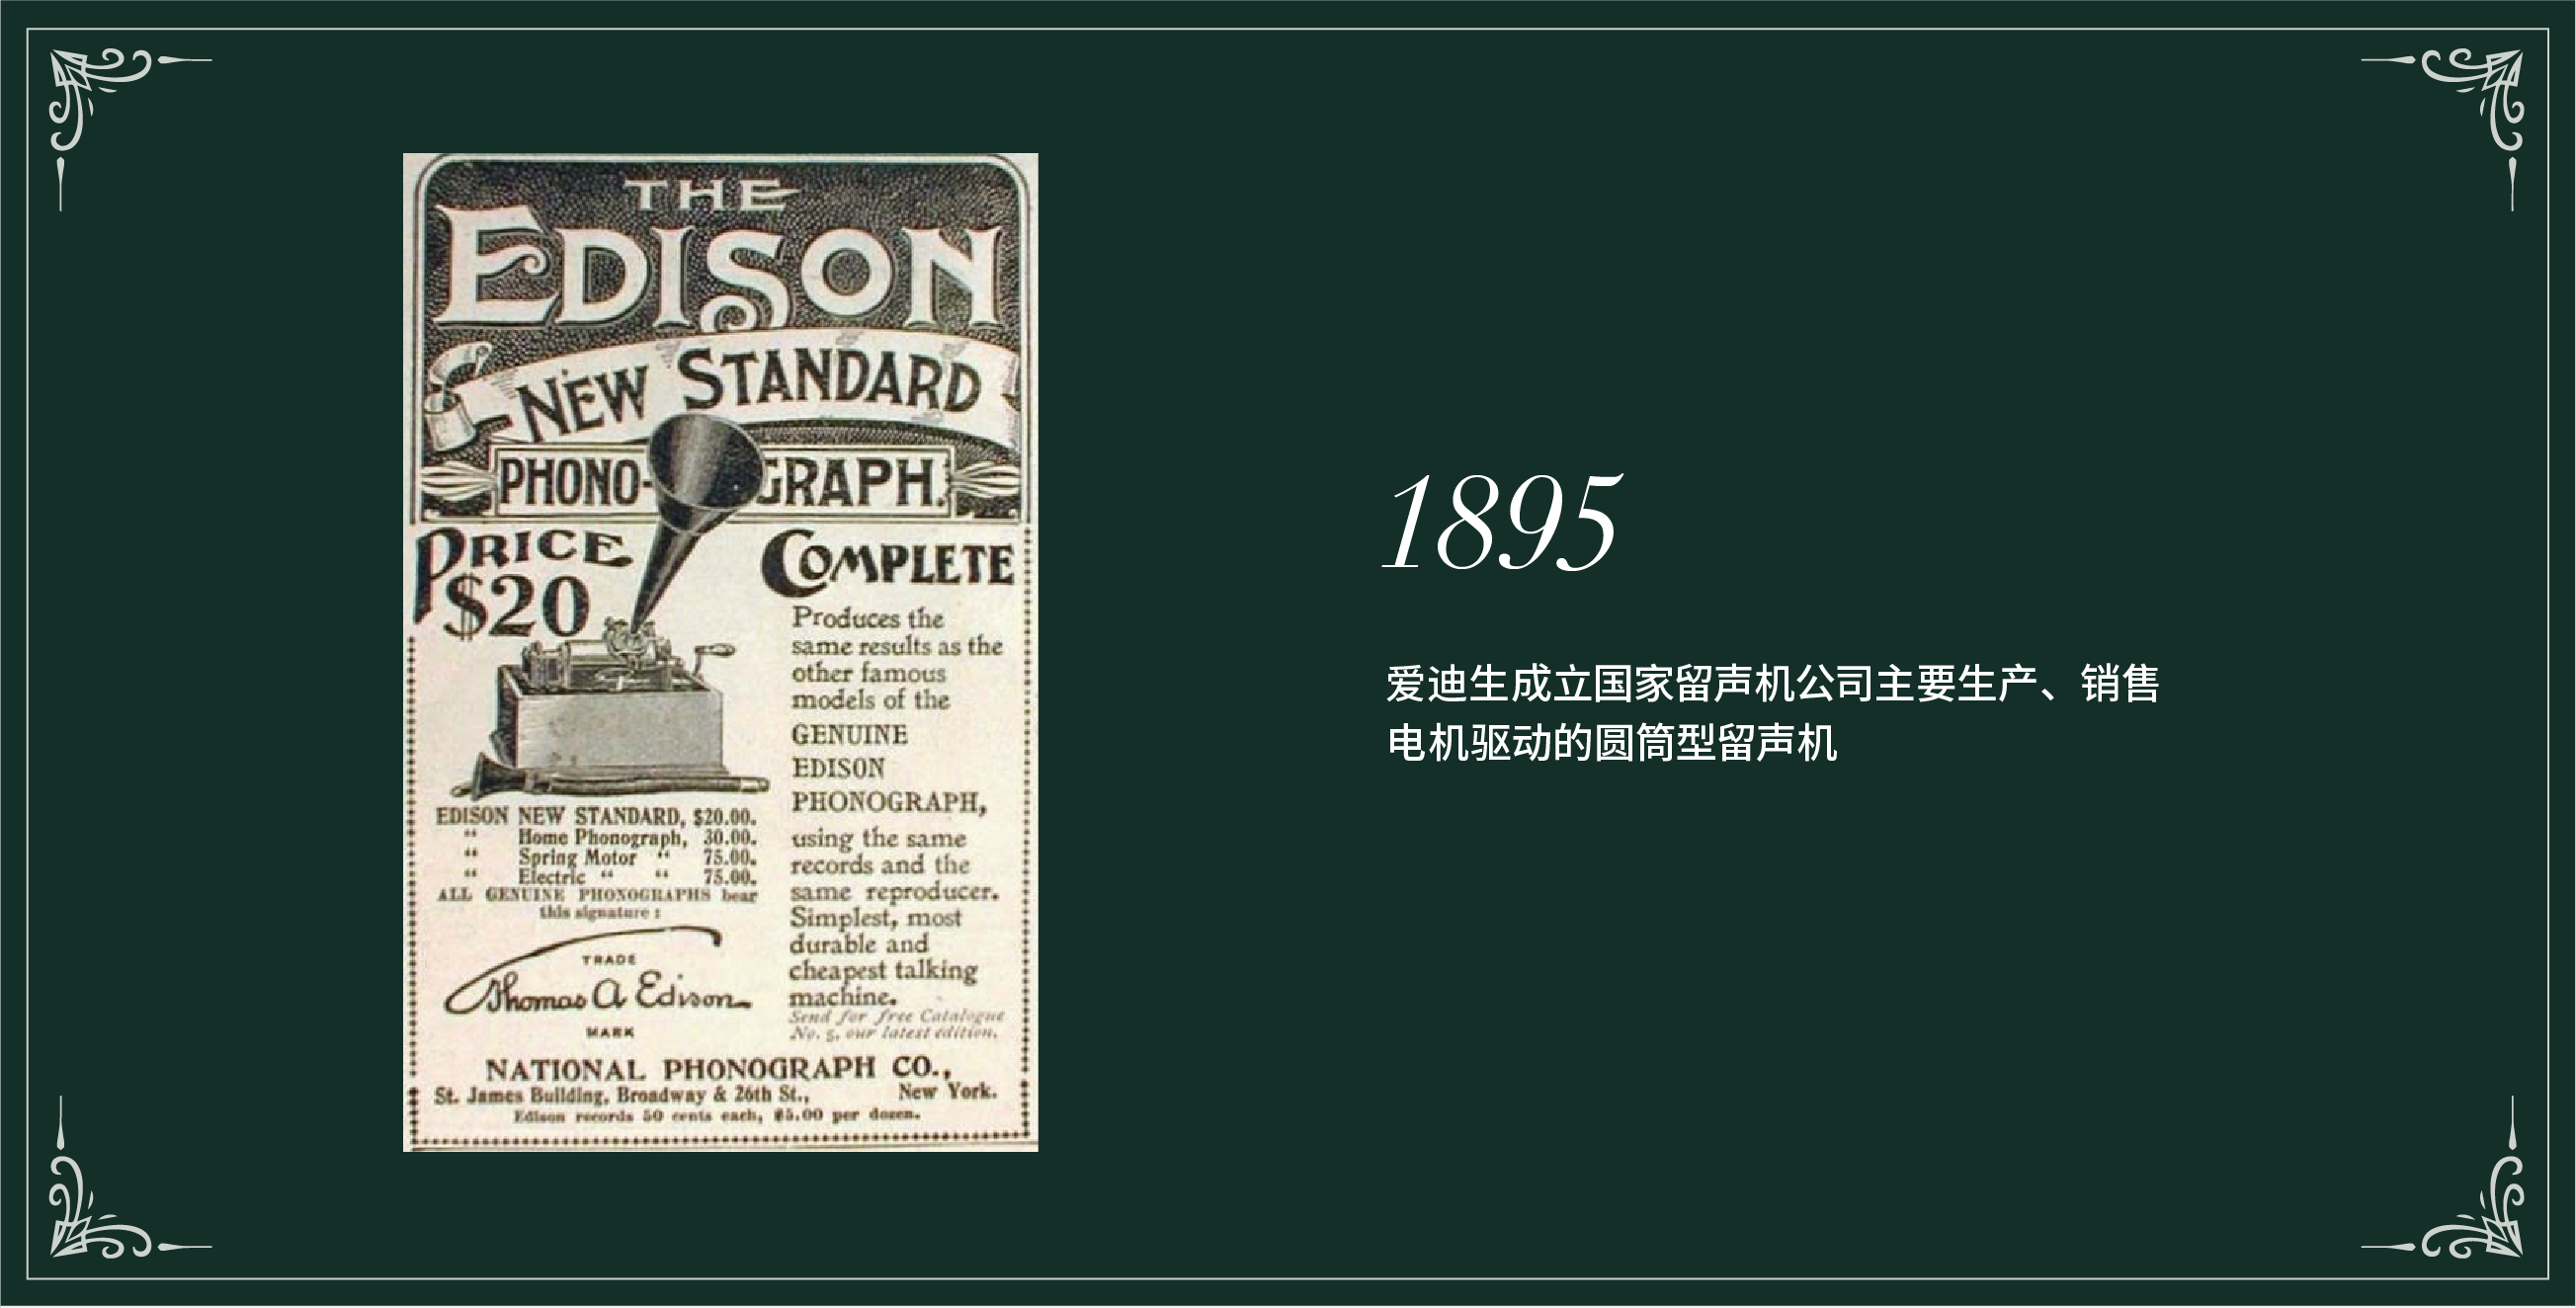 THE
EDISON
NEW STANDARD
PHONO-GRAPH.
PRICE
$20
COMPLETE
Produces the
same results as the
other famous
models of the
GENUINE
EDISON
PHONOGRAPH,
using the same
records and the
same reproducer.
Simplest, most
durable and
cheapest talking
machine.
Send for free Catalogue
No. 5, our latest edition.
EDISON NEW STANDARD, $20.00.
“ Home Phonograph, 30.00.
“ Spring Motor “ 75.00.
“ Electric “ “ 75.00.
ALL GENUINE PHONOGRAPHS bear
this signature:
TRADE
Thomas A Edison
MARK
NATIONAL PHONOGRAPH CO.,
St. James Building, Broadway & 26th St., New York.
Edison records 50 cents each, $5.00 per dozen.
1895
爱迪生成立国家留声机公司主要生产、销售
电机驱动的圆筒型留声机